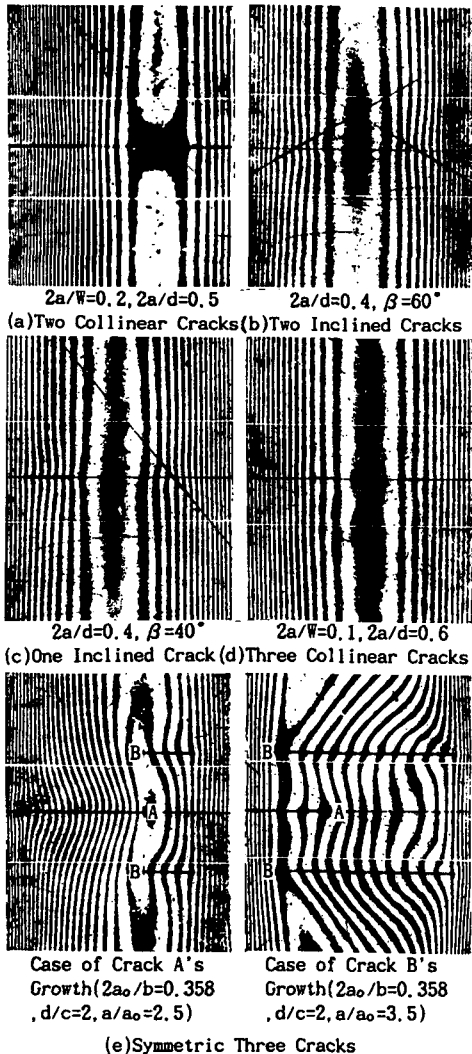 2a/W=0.2, 2a/d=0.5
2a/d=0.4, β=60°
(a)Two Collinear Cracks(b)Two Inclined Cracks
2a/d=0.4, β=40°
2a/W=0.1, 2a/d=0.6
(c)One Inclined Crack(d)Three Collinear Cracks
B
A
B
B
A
B
Case of Crack A's
Growth(2a₀/b=0.358
, d/c=2, a/a₀=2.5)
Case of Crack B's
Growth(2a₀/b=0.358
, d/c=2, a/a₀=3.5)
(e)Symmetric Three Cracks